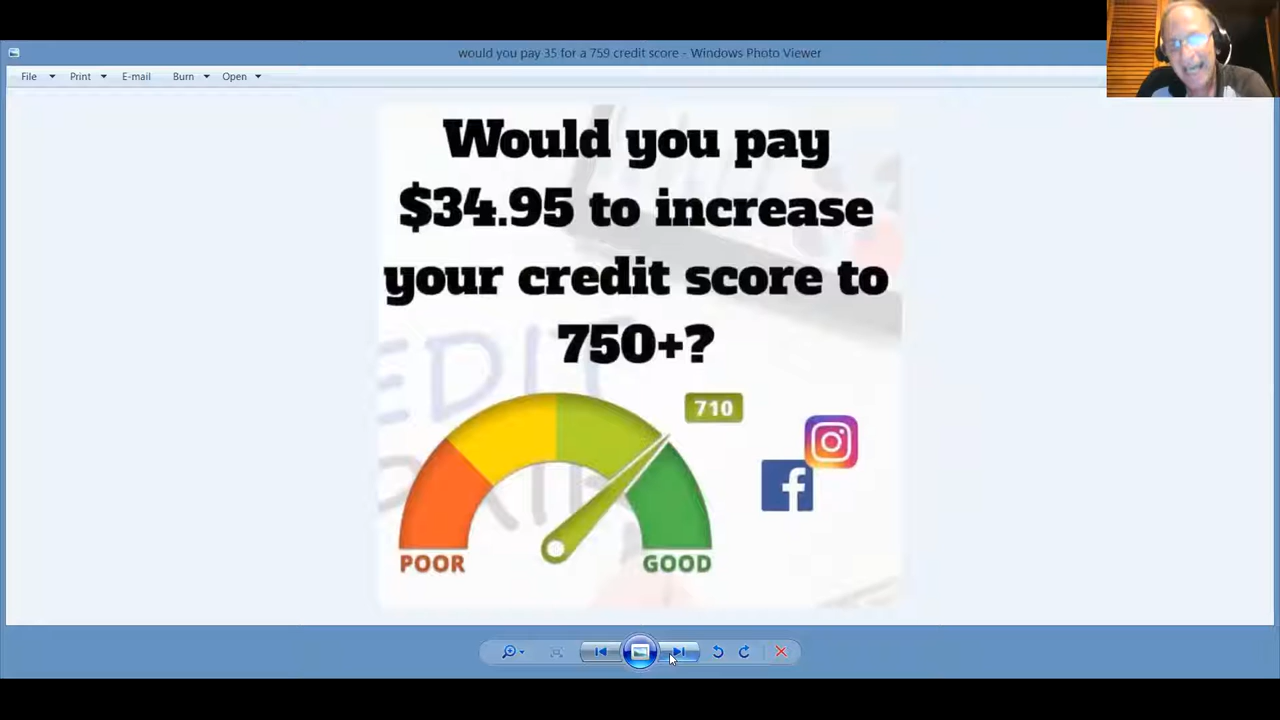 would you pay 35 for a 759 credit score - Windows Photo Viewer
File Print E-mail Burn Open
Would you pay
$34.95 to increase
your credit score to
750+?
710
EDIT
POOR GOOD